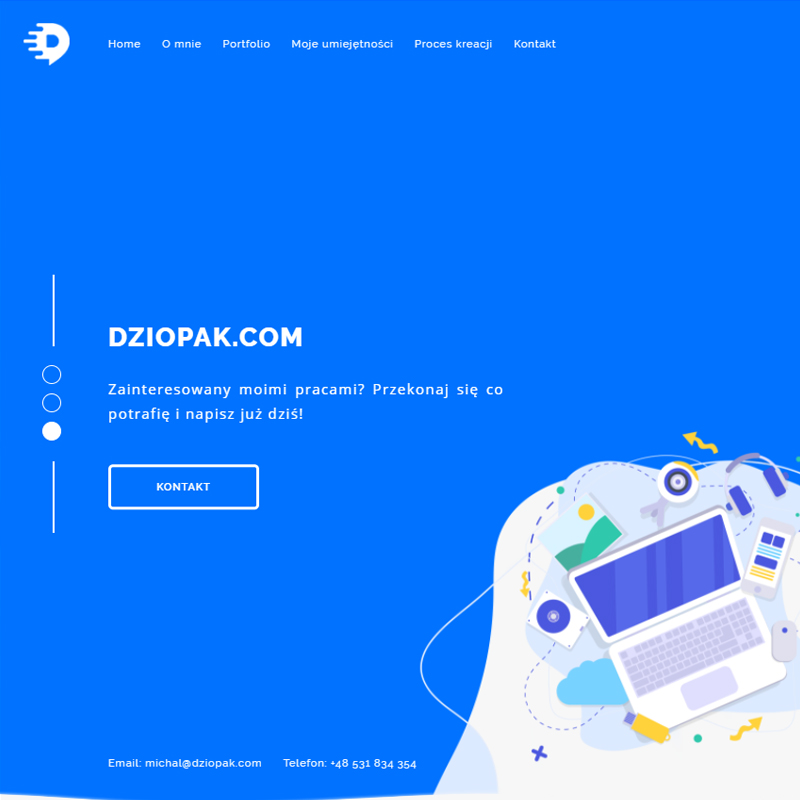 Home O mnie Portfolio Moje umiejętności Proces kreacji Kontakt
DZIOPAK.COM
Zainteresowany moimi pracami? Przekonaj się co
potrafię i napisz już dziś!
KONTAKT
Email: michal@dziopak.com Telefon: +48 531 834 354